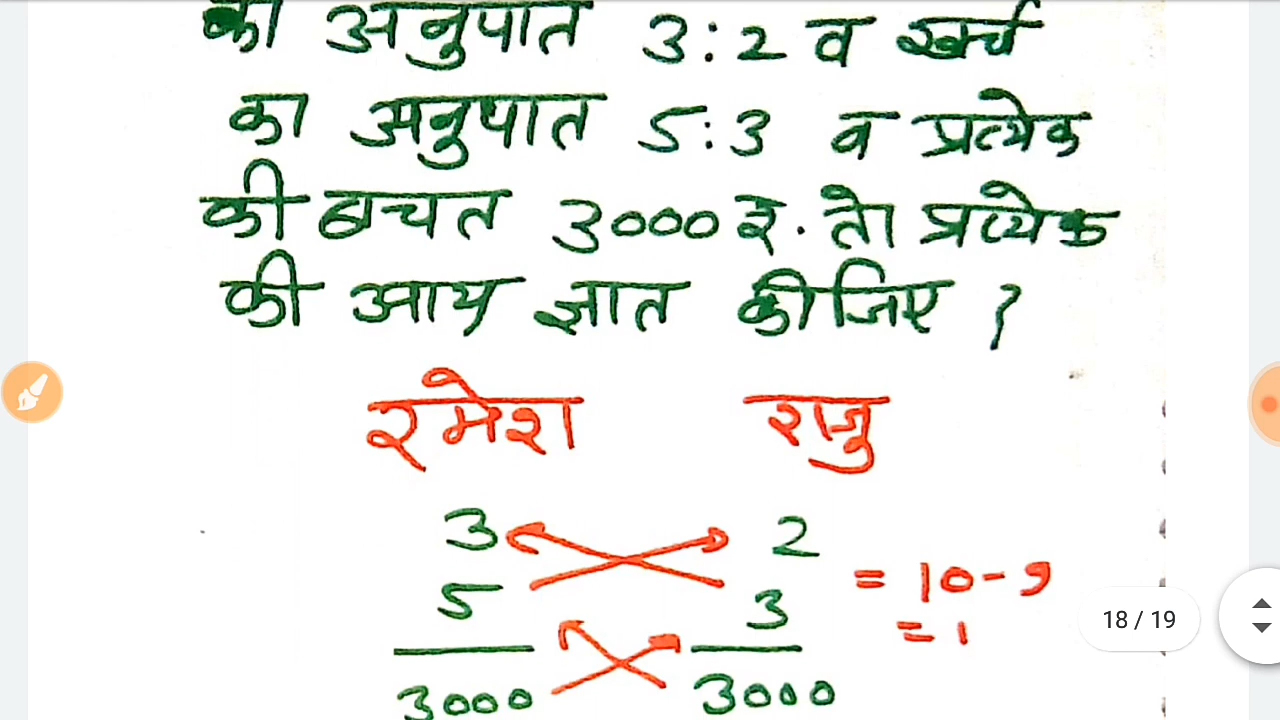 का अनुपात 3:2 व खर्च
का अनुपात 5:3 व प्रत्येक
की बचत 3000 रु. तो प्रत्येक
की आय ज्ञात कीजिए ?
रमेश राजु
3 2
5 3 = 10-9
= 1
3000 3000
18 / 19